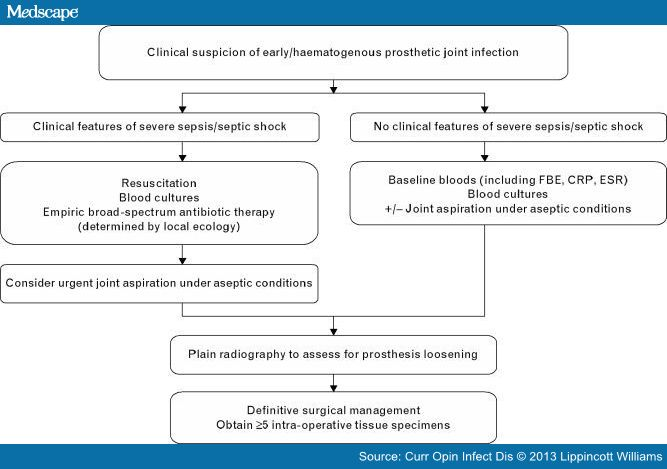 Medscape®
Clinical suspicion of early/haematogenous prosthetic joint infection
Clinical features of severe sepsis/septic shock
No clinical features of severe sepsis/septic shock
Resuscitation
Blood cultures
Empiric broad-spectrum antibiotic therapy
(determined by local ecology)
Baseline bloods (including FBE, CRP, ESR)
Blood cultures
+/– Joint aspiration under aseptic conditions
Consider urgent joint aspiration under aseptic conditions
Plain radiography to assess for prosthesis loosening
Definitive surgical management
Obtain ≥5 intra-operative tissue specimens
Source: Curr Opin Infect Dis © 2013 Lippincott Williams